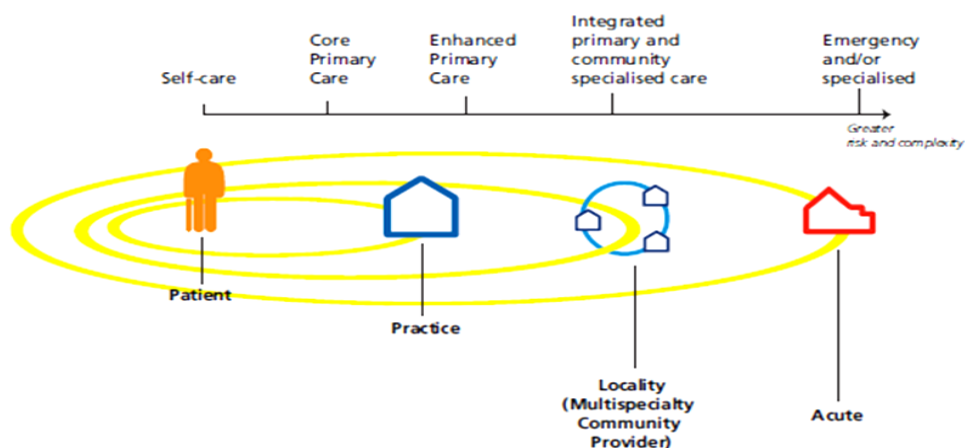 Self-care
Core
Primary
Care
Enhanced
Primary
Care
Integrated
primary and
community
specialised care
Emergency
and/or
specialised
Greater
risk and complexity
Patient
Practice
Locality
(Multispecialty
Community
Provider)
Acute